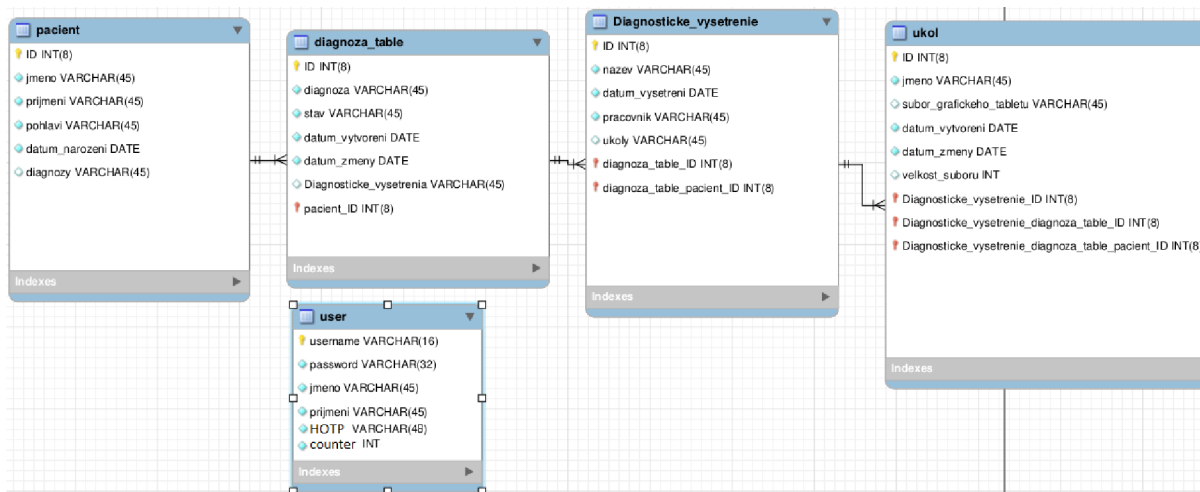 pacient
ID INT(8)
jmeno VARCHAR(45)
prijmeni VARCHAR(45)
pohlavi VARCHAR(45)
datum_narozeni DATE
diagnozy VARCHAR(45)
Indexes
diagnoza_table
ID INT(8)
diagnoza VARCHAR(45)
stav VARCHAR(45)
datum_vytvoreni DATE
datum_zmeny DATE
Diagnosticke_vysetrenia VARCHAR(45)
pacient_ID INT(8)
Indexes
Diagnosticke_vysetrenie
ID INT(8)
nazev VARCHAR(45)
datum_vysetreni DATE
pracovnik VARCHAR(45)
ukoly VARCHAR(45)
diagnoza_table_ID INT(8)
diagnoza_table_pacient_ID INT(8)
Indexes
ukol
ID INT(8)
jmeno VARCHAR(45)
subor_grafickeho_tabletu VARCHAR(45)
datum_vytvoreni DATE
datum_zmeny DATE
velkost_suboru INT
Diagnosticke_vysetrenie_ID INT(8)
Diagnosticke_vysetrenie_diagnoza_table_ID INT(8)
Diagnosticke_vysetrenie_diagnoza_table_pacient_ID INT(8
Indexes
user
username VARCHAR(16)
password VARCHAR(32)
jmeno VARCHAR(45)
prijmeni VARCHAR(45)
HOTP VARCHAR(48)
counter INT
Indexes